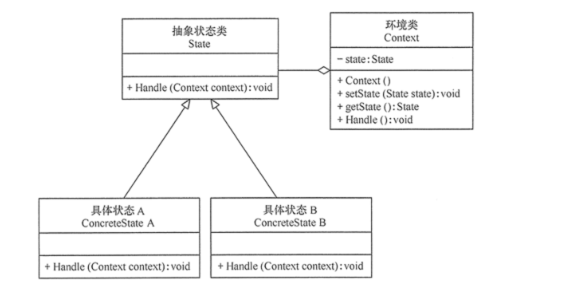 抽象状态类
State
+ Handle (Context context): void
环境类
Context
− state: State
+ Context ()
+ setState (State state): void
+ getState (): State
+ Handle (): void
具体状态 A
ConcreteState A
+ Handle (Context context): void
具体状态 B
ConcreteState B
+ Handle (Context context): void